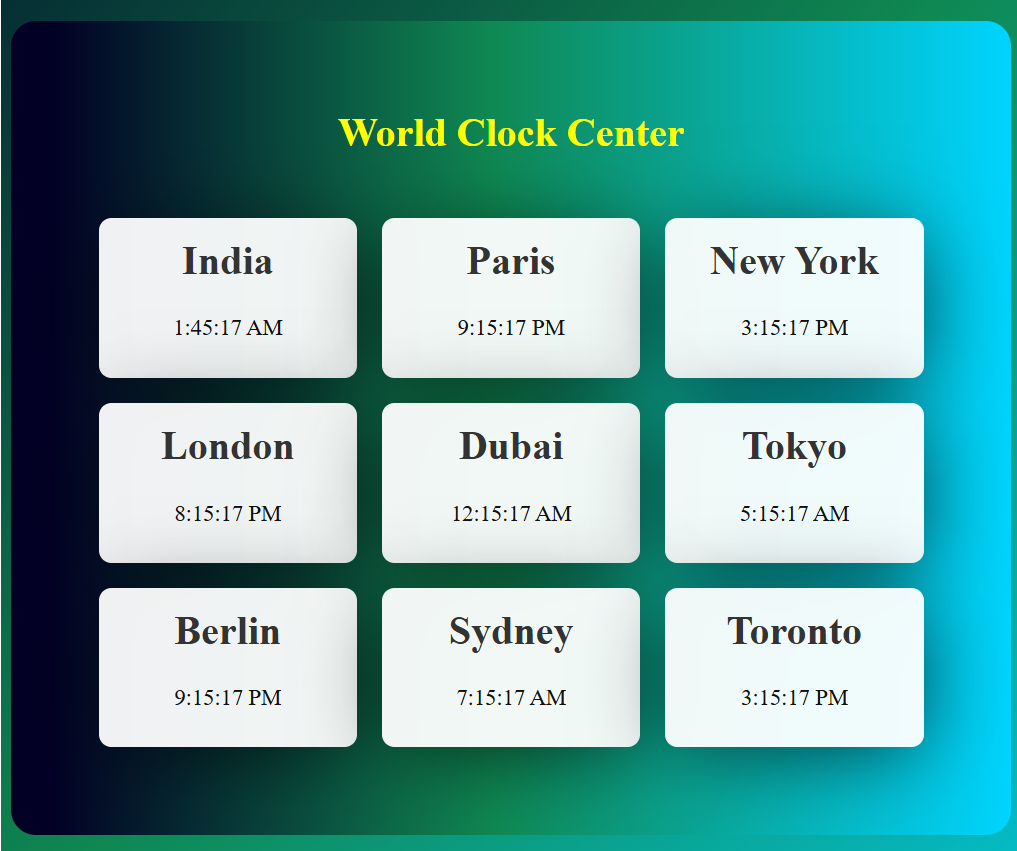 World Clock Center
India
1:45:17 AM
Paris
9:15:17 PM
New York
3:15:17 PM
London
8:15:17 PM
Dubai
12:15:17 AM
Tokyo
5:15:17 AM
Berlin
9:15:17 PM
Sydney
7:15:17 AM
Toronto
3:15:17 PM